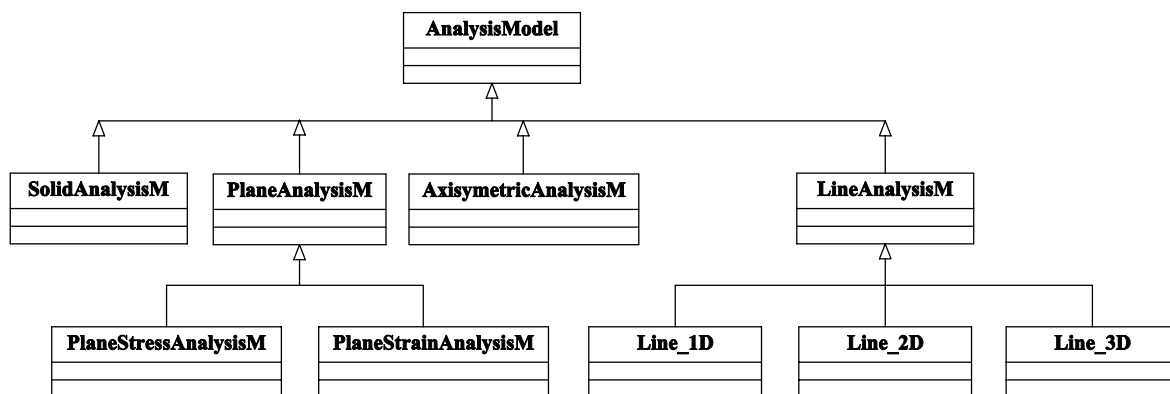 AnalysisModel
SolidAnalysisM
PlaneAnalysisM
AxisymetricAnalysisM
LineAnalysisM
PlaneStressAnalysisM
PlaneStrainAnalysisM
Line_1D
Line_2D
Line_3D